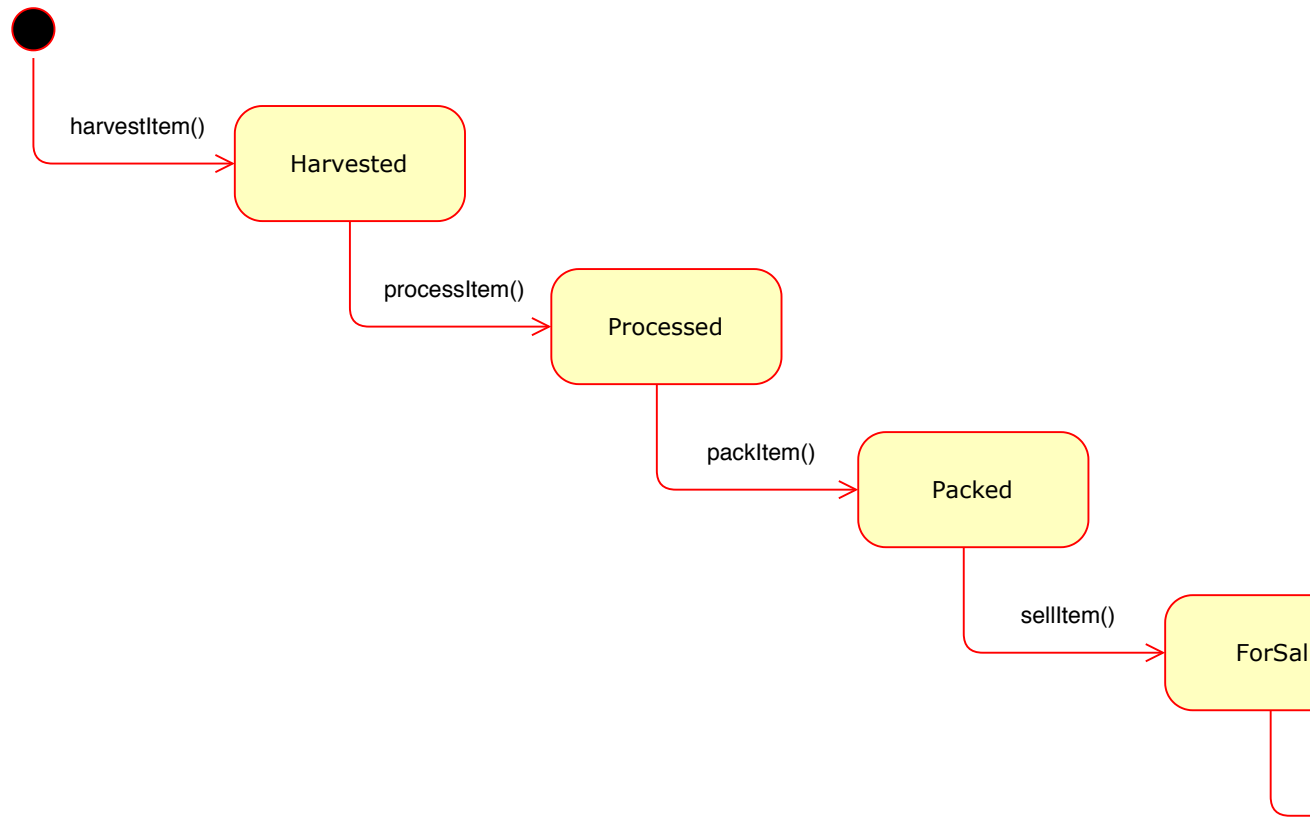 harvestItem()
Harvested
processItem()
Processed
packItem()
Packed
sellItem()
ForSal